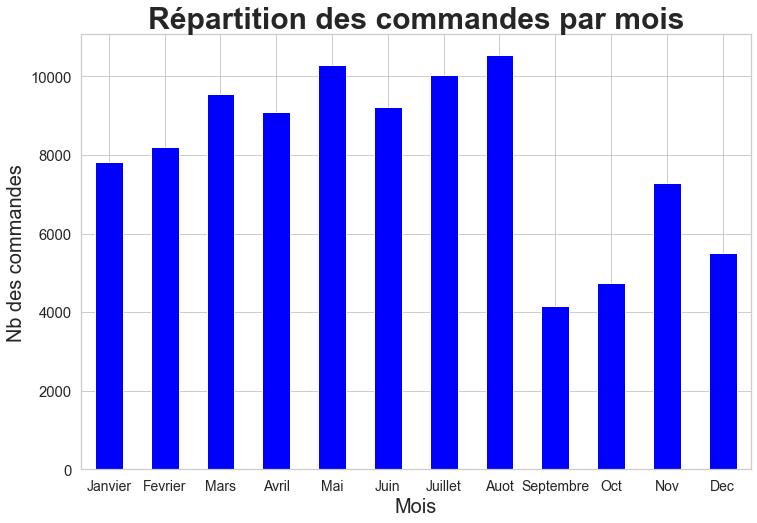 Répartition des commandes par mois
Nb des commandes
10000
8000
6000
4000
2000
0
Janvier Fevrier Mars Avril Mai Juin Juillet Auot Septembre Oct Nov Dec
Mois